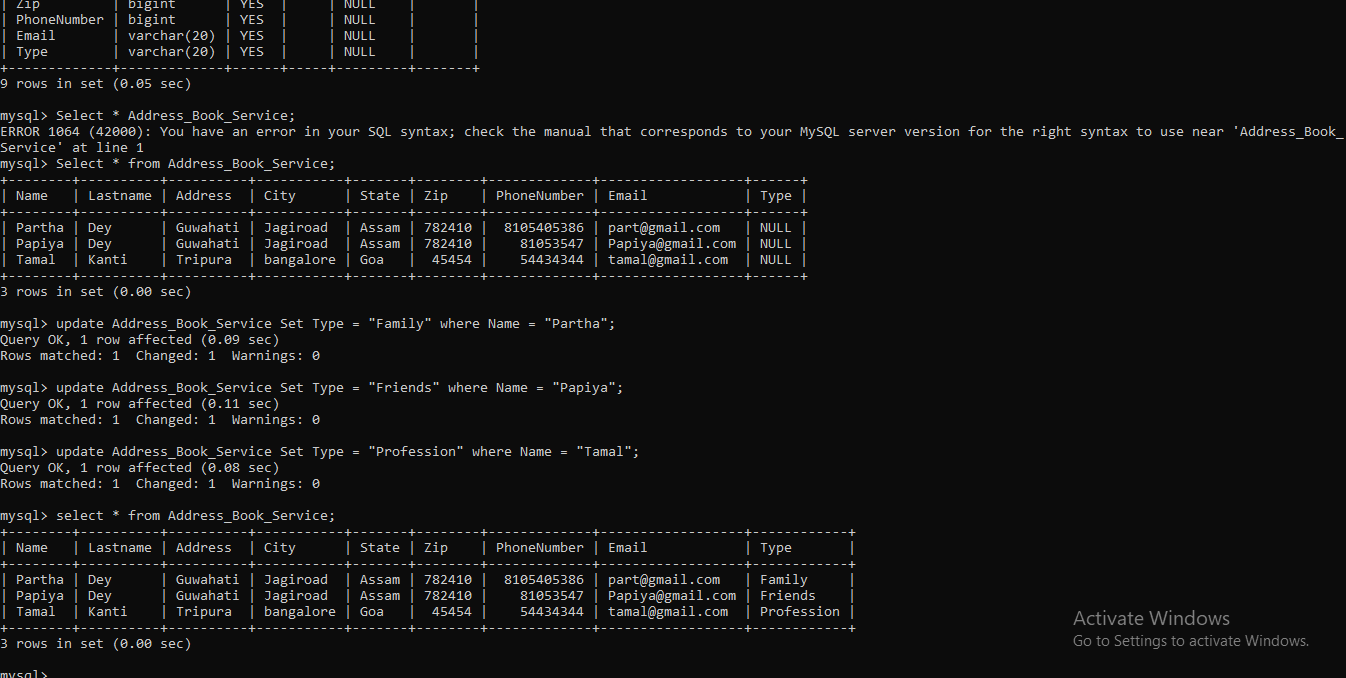 | Zip         | bigint      | YES  |     | NULL    |       |
| PhoneNumber | bigint      | YES  |     | NULL    |       |
| Email       | varchar(20) | YES  |     | NULL    |       |
| Type        | varchar(20) | YES  |     | NULL    |       |
+-------------+-------------+------+-----+---------+-------+
9 rows in set (0.05 sec)
mysql> Select * Address_Book_Service;
ERROR 1064 (42000): You have an error in your SQL syntax; check the manual that corresponds to your MySQL server version for the right syntax to use near 'Address_Book_
Service' at line 1
mysql> Select * from Address_Book_Service;
+--------+----------+----------+-----------+-------+--------+-------------+------------------+------+
| Name   | Lastname | Address  | City      | State | Zip    | PhoneNumber | Email            | Type |
+--------+----------+----------+-----------+-------+--------+-------------+------------------+------+
| Partha | Dey      | Guwahati | Jagiroad  | Assam | 782410 |  8105405386 | part@gmail.com   | NULL |
| Papiya | Dey      | Guwahati | Jagiroad  | Assam | 782410 |    81053547 | Papiya@gmail.com | NULL |
| Tamal  | Kanti    | Tripura  | bangalore | Goa   |  45454 |    54434344 | tamal@gmail.com  | NULL |
+--------+----------+----------+-----------+-------+--------+-------------+------------------+------+
3 rows in set (0.00 sec)
mysql> update Address_Book_Service Set Type = "Family" where Name = "Partha";
Query OK, 1 row affected (0.09 sec)
Rows matched: 1  Changed: 1  Warnings: 0
mysql> update Address_Book_Service Set Type = "Friends" where Name = "Papiya";
Query OK, 1 row affected (0.11 sec)
Rows matched: 1  Changed: 1  Warnings: 0
mysql> update Address_Book_Service Set Type = "Profession" where Name = "Tamal";
Query OK, 1 row affected (0.08 sec)
Rows matched: 1  Changed: 1  Warnings: 0
mysql> select * from Address_Book_Service;
+--------+----------+----------+-----------+-------+--------+-------------+------------------+------------+
| Name   | Lastname | Address  | City      | State | Zip    | PhoneNumber | Email            | Type       |
+--------+----------+----------+-----------+-------+--------+-------------+------------------+------------+
| Partha | Dey      | Guwahati | Jagiroad  | Assam | 782410 |  8105405386 | part@gmail.com   | Family     |
| Papiya | Dey      | Guwahati | Jagiroad  | Assam | 782410 |    81053547 | Papiya@gmail.com | Friends    |
| Tamal  | Kanti    | Tripura  | bangalore | Goa   |  45454 |    54434344 | tamal@gmail.com  | Profession |
+--------+----------+----------+-----------+-------+--------+-------------+------------------+------------+
3 rows in set (0.00 sec)
mysql>
Activate Windows
Go to Settings to activate Windows.